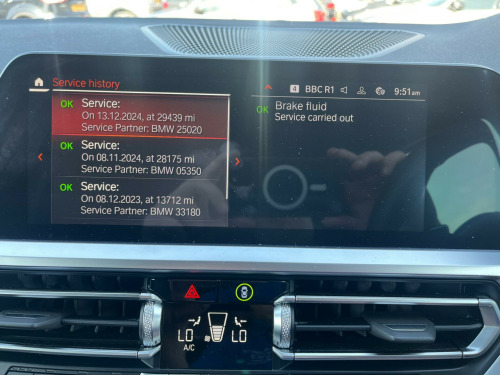 Service history
4 BBC R1 9:51am
OK Service:
On 13.12.2024, at 29439 mi
Service Partner: BMW 25020
OK Brake fluid
Service carried out
OK Service:
On 08.11.2024, at 28175 mi
Service Partner: BMW 05350
OK Service:
On 08.12.2023, at 13712 mi
Service Partner: BMW 33180
LO LO
A/C